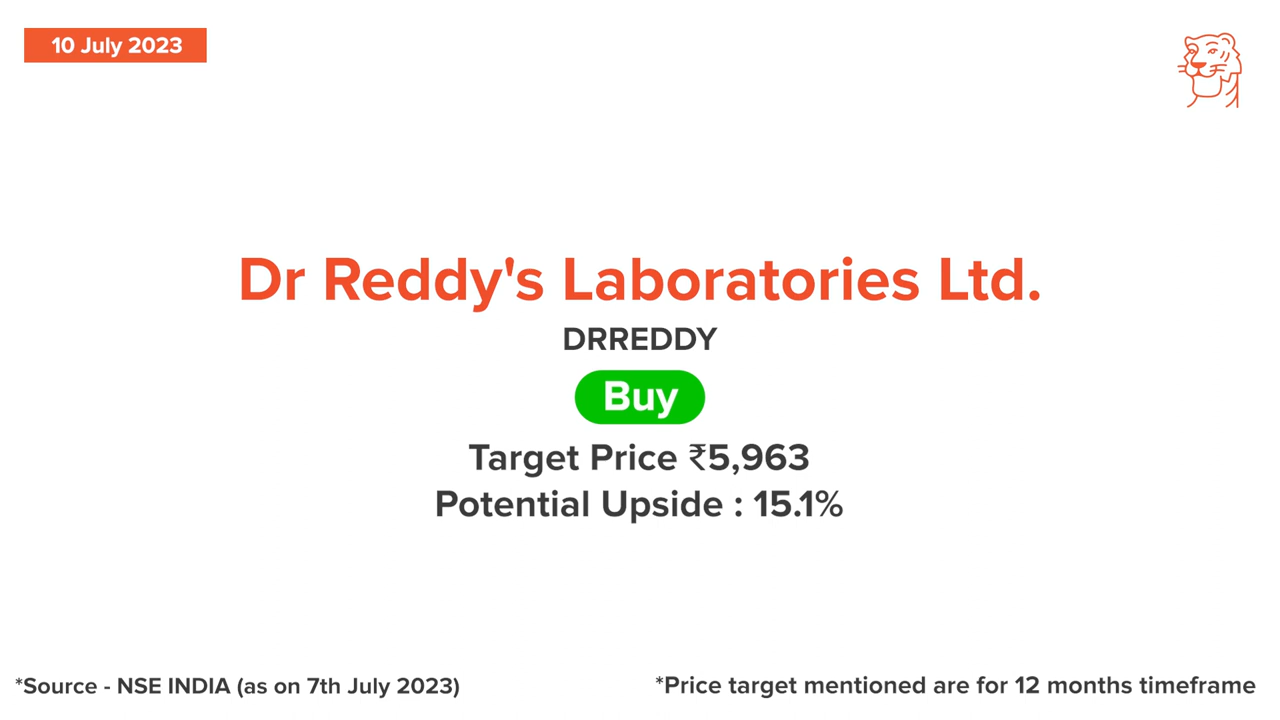 10 July 2023
Dr Reddy's Laboratories Ltd.
DRREDDY
Buy
Target Price ₹5,963
Potential Upside : 15.1%
*Source - NSE INDIA (as on 7th July 2023)
*Price target mentioned are for 12 months timeframe